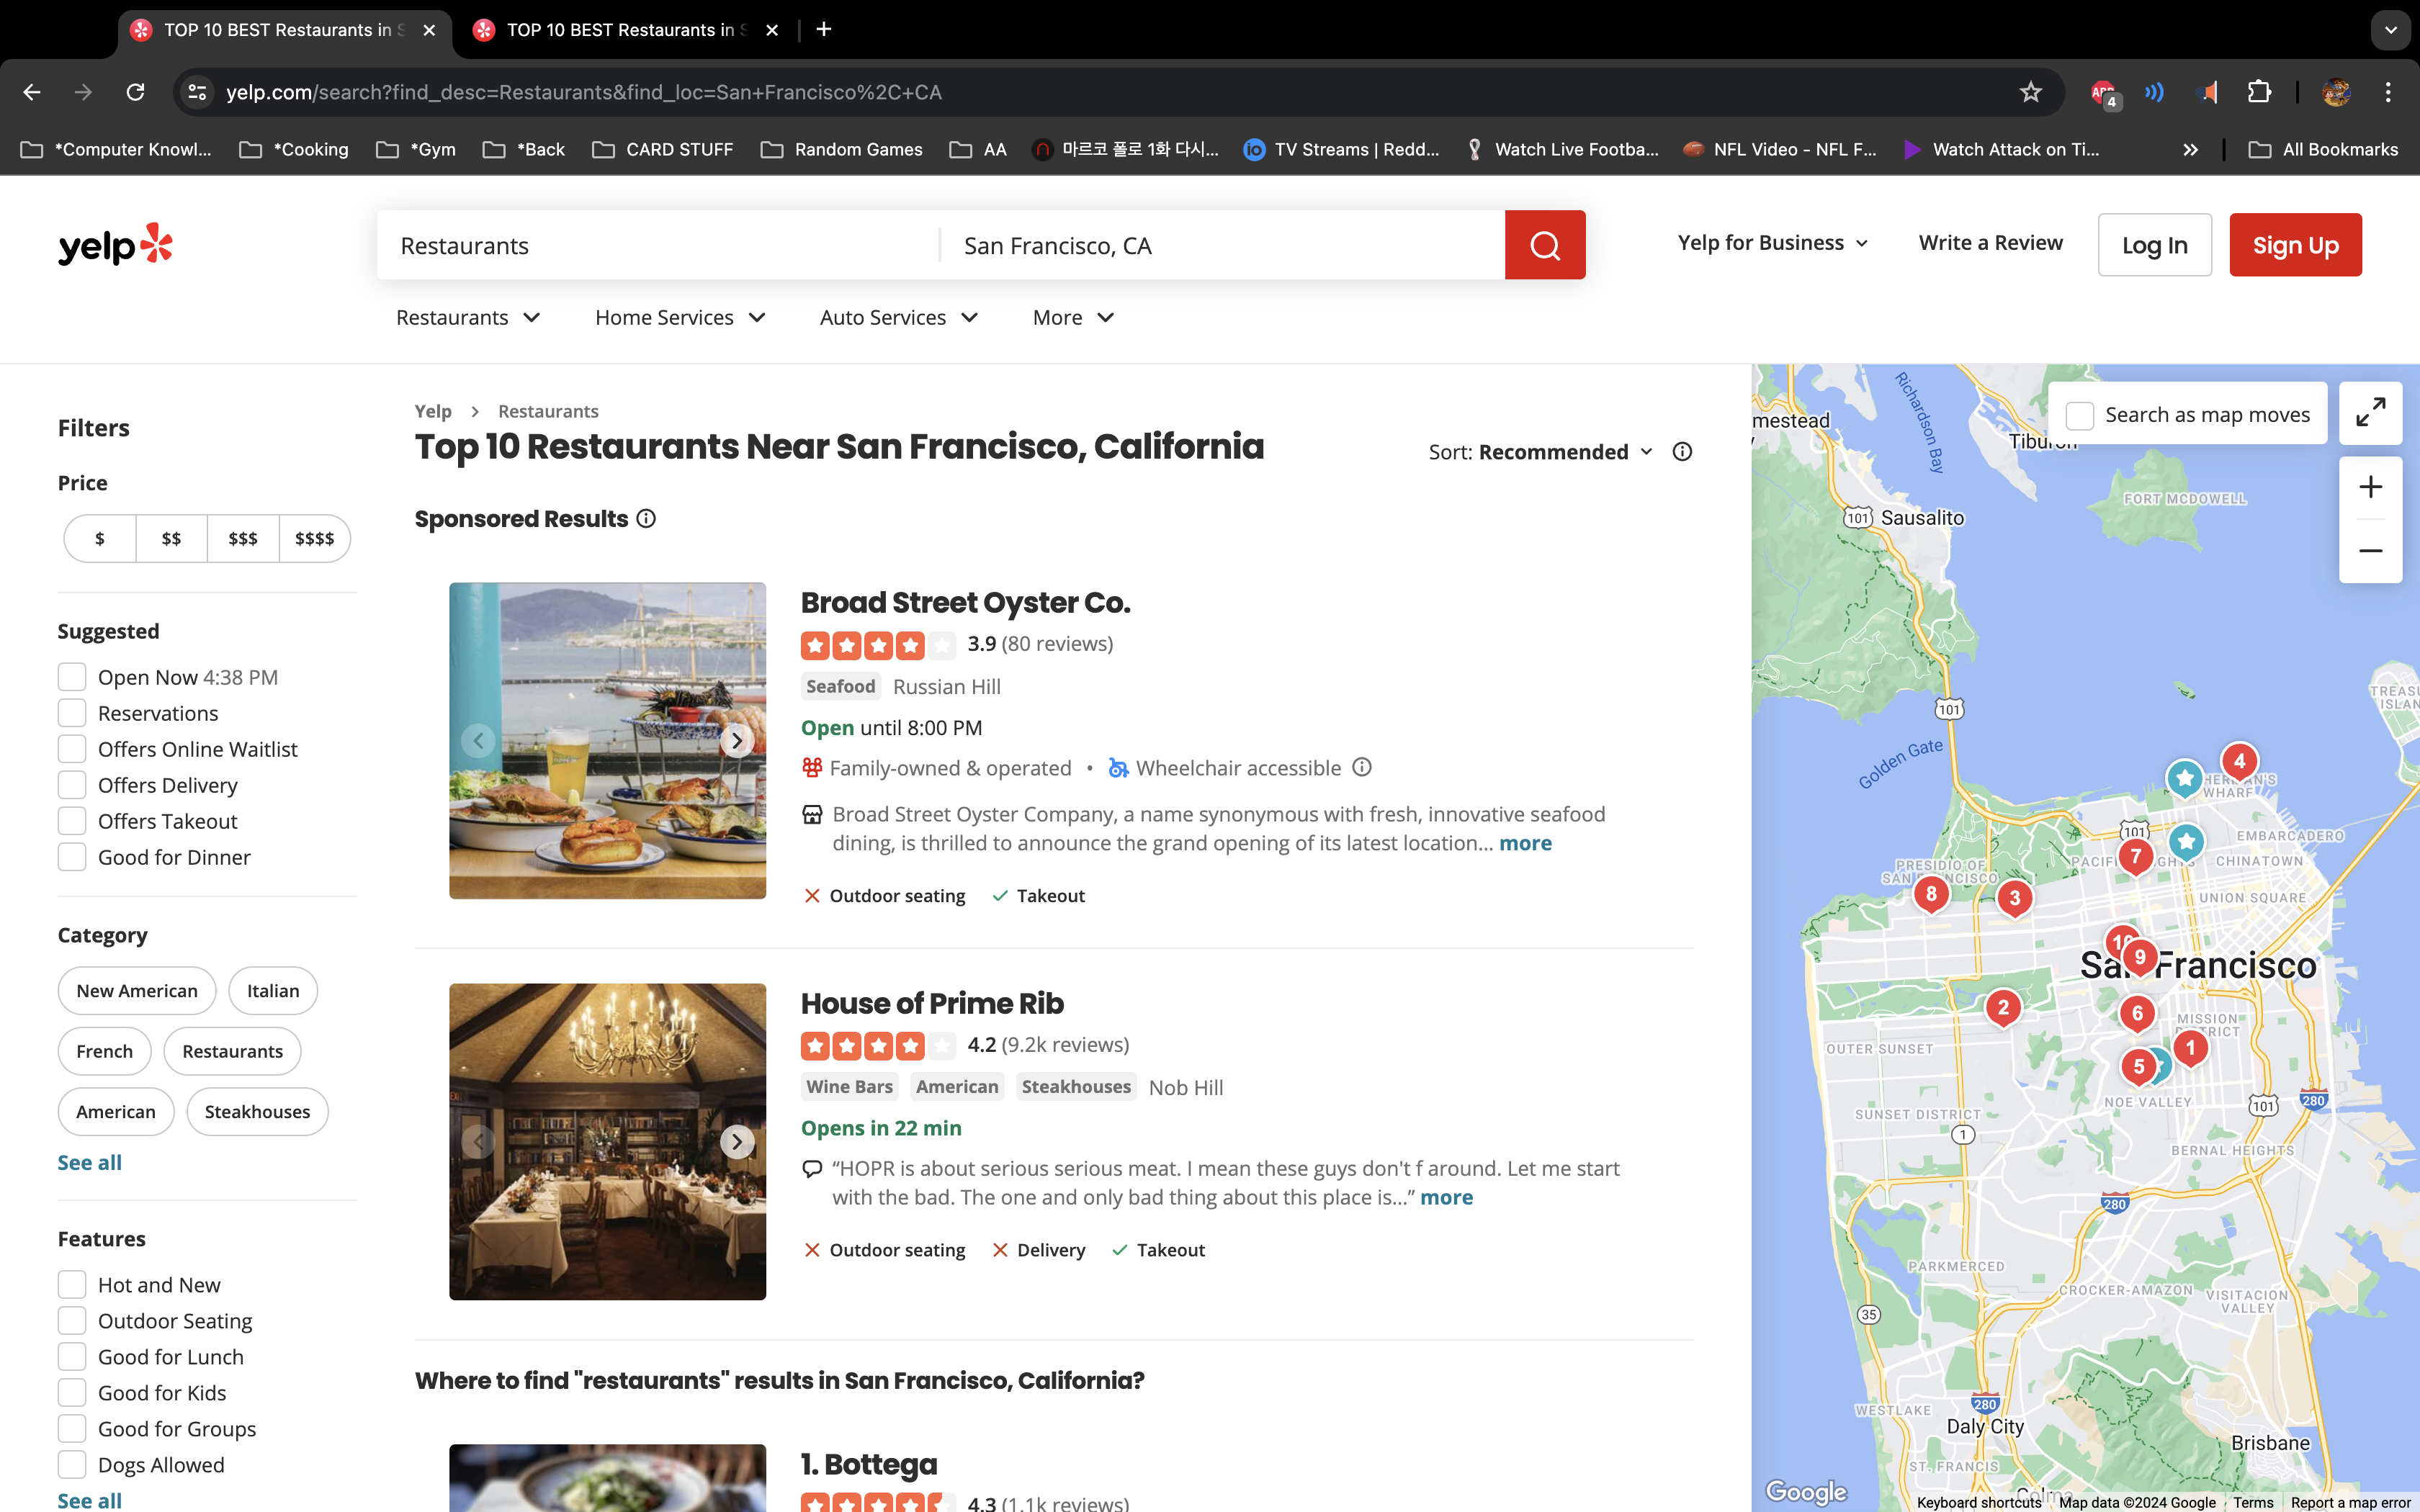 TOP 10 BEST Restaurants in S
TOP 10 BEST Restaurants in S
yelp.com/search?find_desc=Restaurants&find_loc=San+Francisco%2C+CA
ABP
4
*Computer Knowl...
*Cooking
*Gym
*Back
CARD STUFF
Random Games
AA
마르코 폴로 1화 다시...
TV Streams | Redd...
Watch Live Footba...
NFL Video - NFL F...
Watch Attack on Ti...
All Bookmarks
yelp
Restaurants
San Francisco, CA
Yelp for Business
Write a Review
Log In
Sign Up
Restaurants
Home Services
Auto Services
More
Filters
Price
$
$$
$$$
$$$$
Suggested
Open Now 4:38 PM
Reservations
Offers Online Waitlist
Offers Delivery
Offers Takeout
Good for Dinner
Category
New American
Italian
French
Restaurants
American
Steakhouses
See all
Features
Hot and New
Outdoor Seating
Good for Lunch
Good for Kids
Good for Groups
Dogs Allowed
See all
Yelp > Restaurants
Top 10 Restaurants Near San Francisco, California
Sort: Recommended
Sponsored Results
Broad Street Oyster Co.
3.9 (80 reviews)
Seafood Russian Hill
Open until 8:00 PM
Family-owned & operated • Wheelchair accessible
Broad Street Oyster Company, a name synonymous with fresh, innovative seafood
dining, is thrilled to announce the grand opening of its latest location... more
Outdoor seating
Takeout
House of Prime Rib
4.2 (9.2k reviews)
Wine Bars American Steakhouses Nob Hill
Opens in 22 min
“HOPR is about serious serious meat. I mean these guys don't f around. Let me start
with the bad. The one and only bad thing about this place is...” more
Outdoor seating
Delivery
Takeout
Where to find "restaurants" results in San Francisco, California?
1. Bottega
4.3 (1.1k reviews)
Search as map moves
mestead
Richardson Bay
Tiburon
FORT MCDOWELL
101
Sausalito
TREASU
ISLAN
101
Golden Gate
4
WHARF
101
EMBARCADERO
7
CHINATOWN
PRESIDIO OF
SAN FRANCISCO
8
3
UNION SQUARE
10
9
San Francisco
2
6
MISSION
DISTRICT
OUTER SUNSET
1
5
NOE VALLEY
101
280
SUNSET DISTRICT
1
BERNAL HEIGHTS
280
PARKMERCED
CROCKER-AMAZON
VISITACION
VALLEY
35
280
WESTLAKE
Daly City
Brisbane
ST. FRANCIS
Colma
Google
Keyboard shortcuts
Map data ©2024 Google
Terms
Report a map error